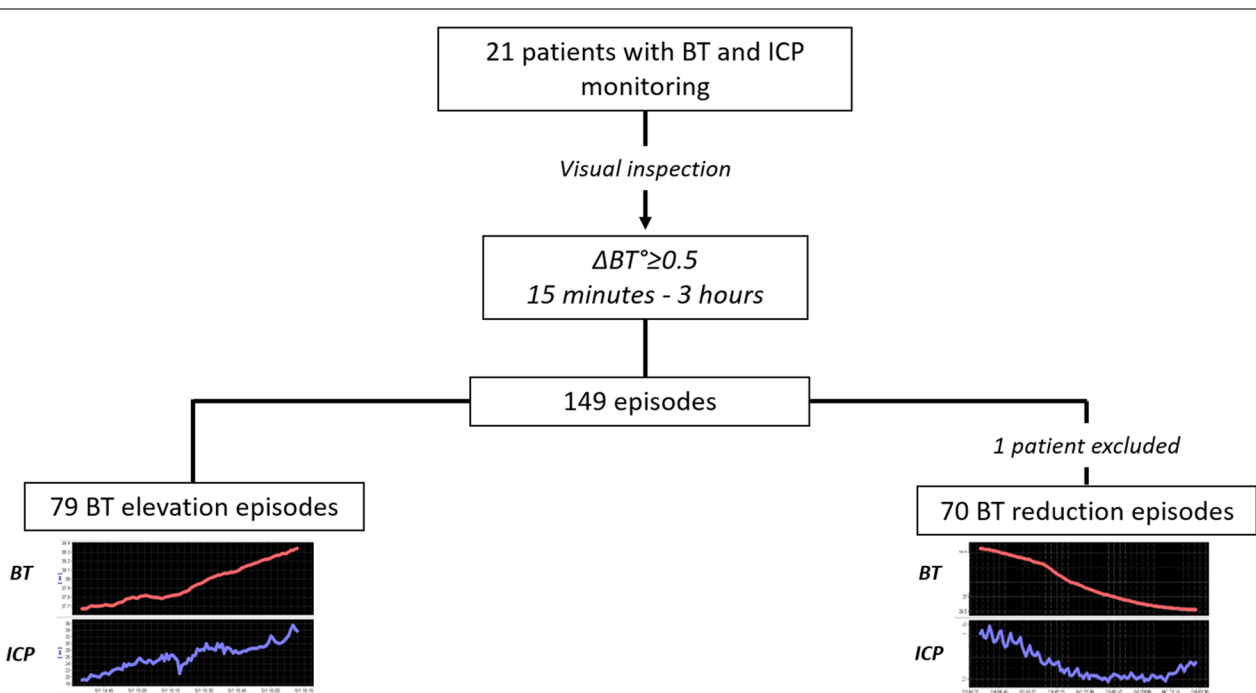 21 patients with BT and ICP
monitoring
Visual inspection
ΔBT°≥0.5
15 minutes - 3 hours
149 episodes
1 patient excluded
79 BT elevation episodes
70 BT reduction episodes
BT
BT
ICP
ICP